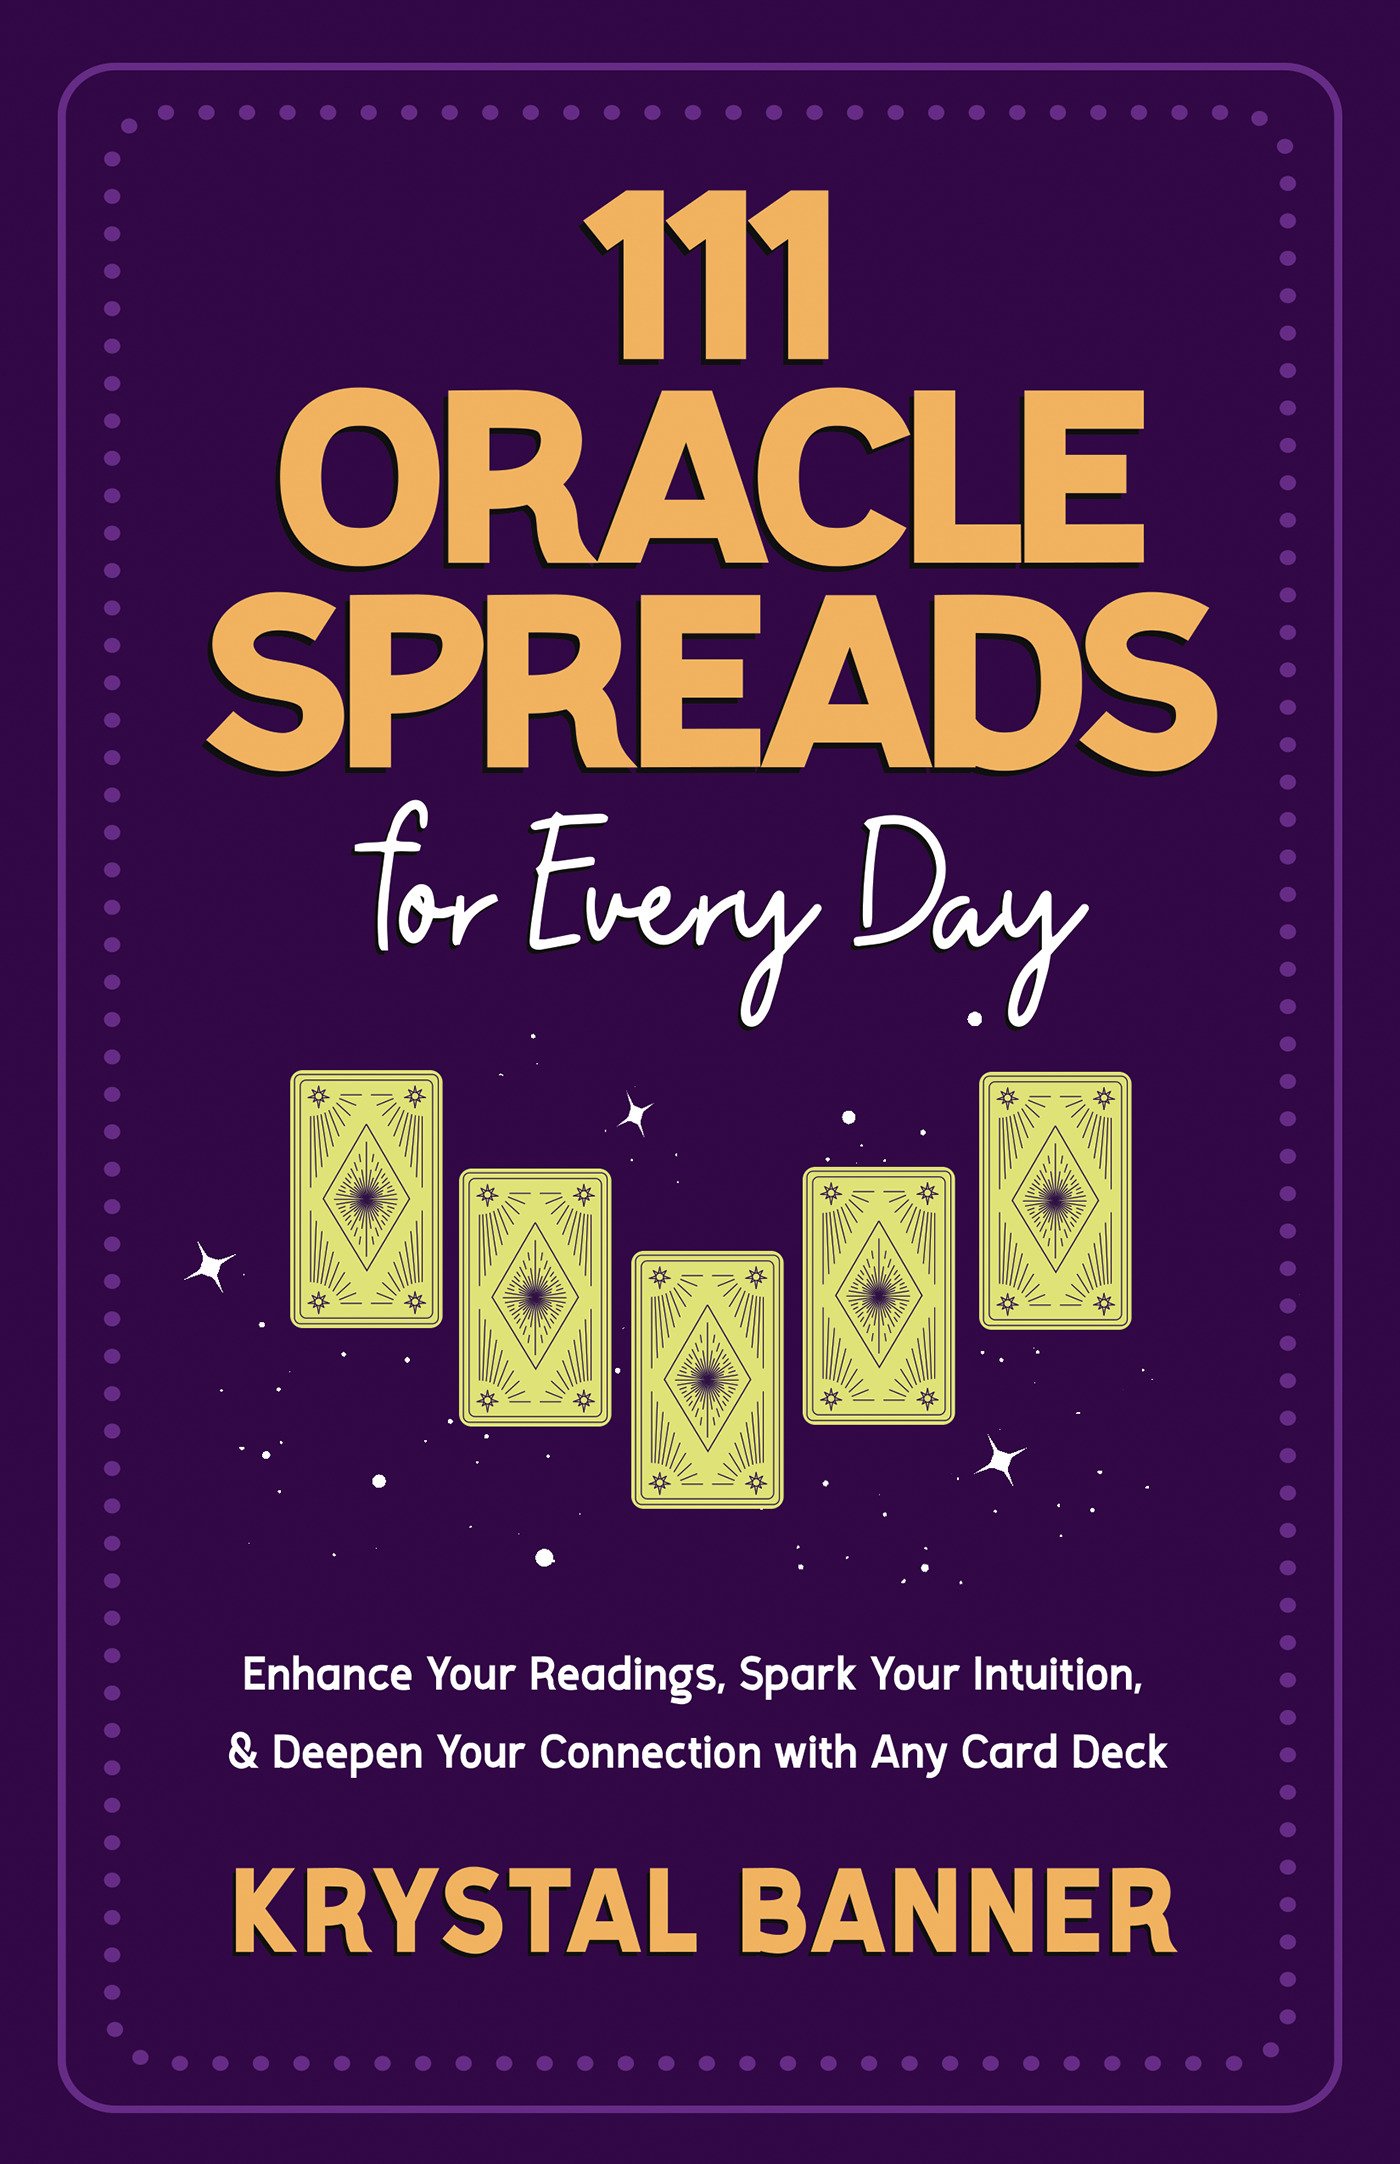 111
ORACLE
SPREADS
for Every Day
Enhance Your Readings, Spark Your Intuition,
& Deepen Your Connection with Any Card Deck
KRYSTAL BANNER